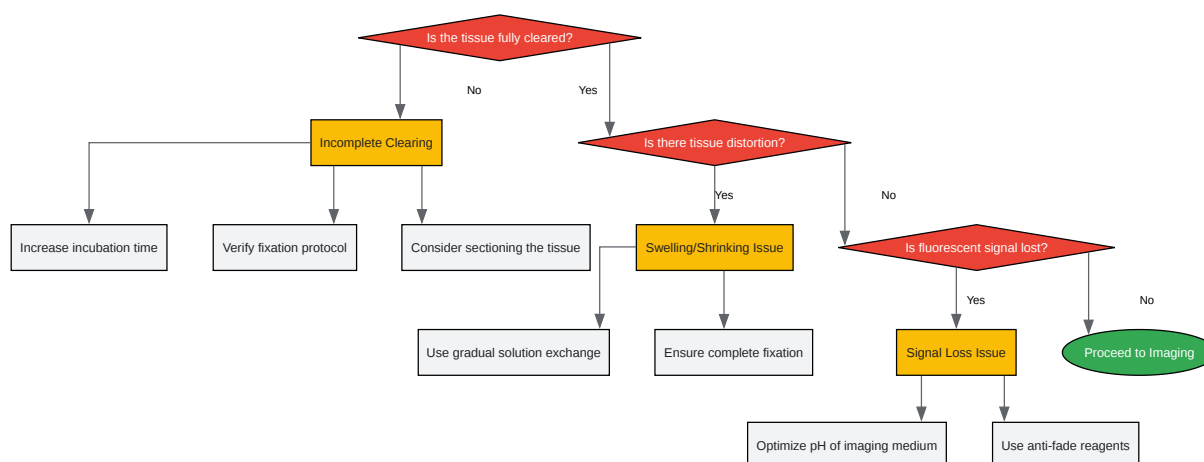 Is the tissue fully cleared?
No
Yes
Incomplete Clearing
Is there tissue distortion?
Yes
No
Increase incubation time
Verify fixation protocol
Consider sectioning the tissue
Swelling/Shrinking Issue
Is fluorescent signal lost?
Yes
No
Use gradual solution exchange
Ensure complete fixation
Signal Loss Issue
Proceed to Imaging
Optimize pH of imaging medium
Use anti-fade reagents